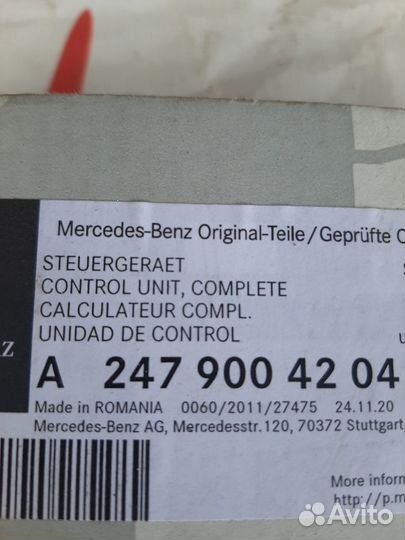 Mercedes-Benz Original-Teile/Geprüfte
STEUERGERAET
CONTROL UNIT, COMPLETE
CALCULATEUR COMPL.
UNIDAD DE CONTROL
A 247 900 42 04
Made in ROMANIA 0060/2011/27475 24.11.20
Mercedes-Benz AG, Mercedesstr.120, 70372 Stuttgart,
More inform
http://p.m
Avito